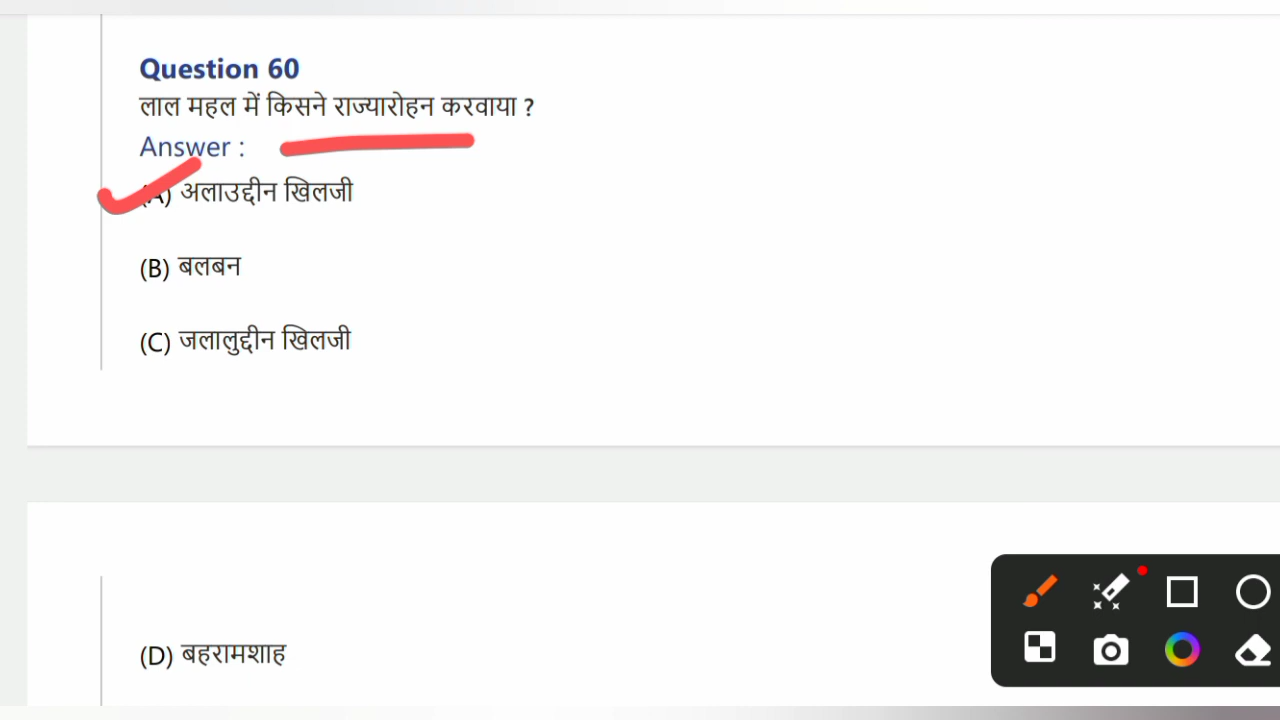 Question 60
लाल महल में किसने राज्यारोहन करवाया ?
Answer :
(A) अलाउद्दीन खिलजी
(B) बलबन
(C) जलालुद्दीन खिलजी
(D) बहरामशाह